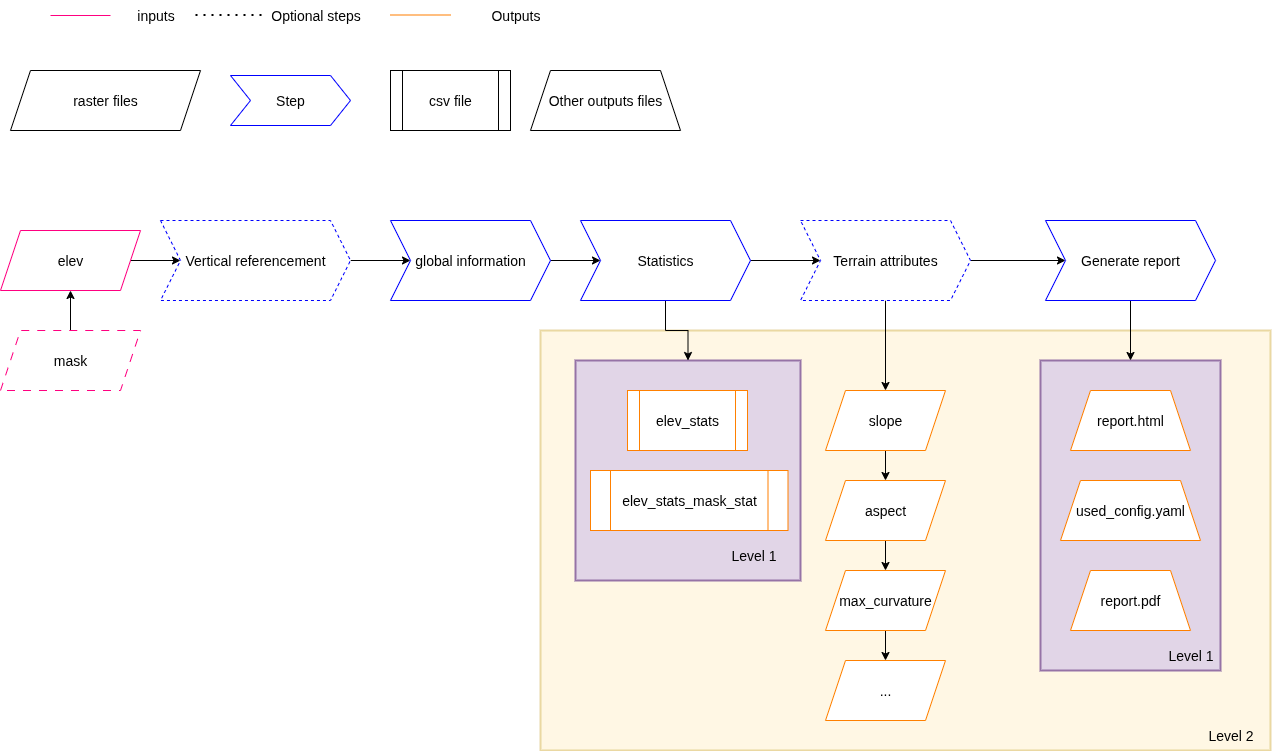 inputs
Optional steps
Outputs
raster files
Step
csv file
Other outputs files
elev
Vertical referencement
global information
Statistics
Terrain attributes
Generate report
mask
elev_stats
elev_stats_mask_stat
Level 1
slope
aspect
max_curvature
...
report.html
used_config.yaml
report.pdf
Level 1
Level 2